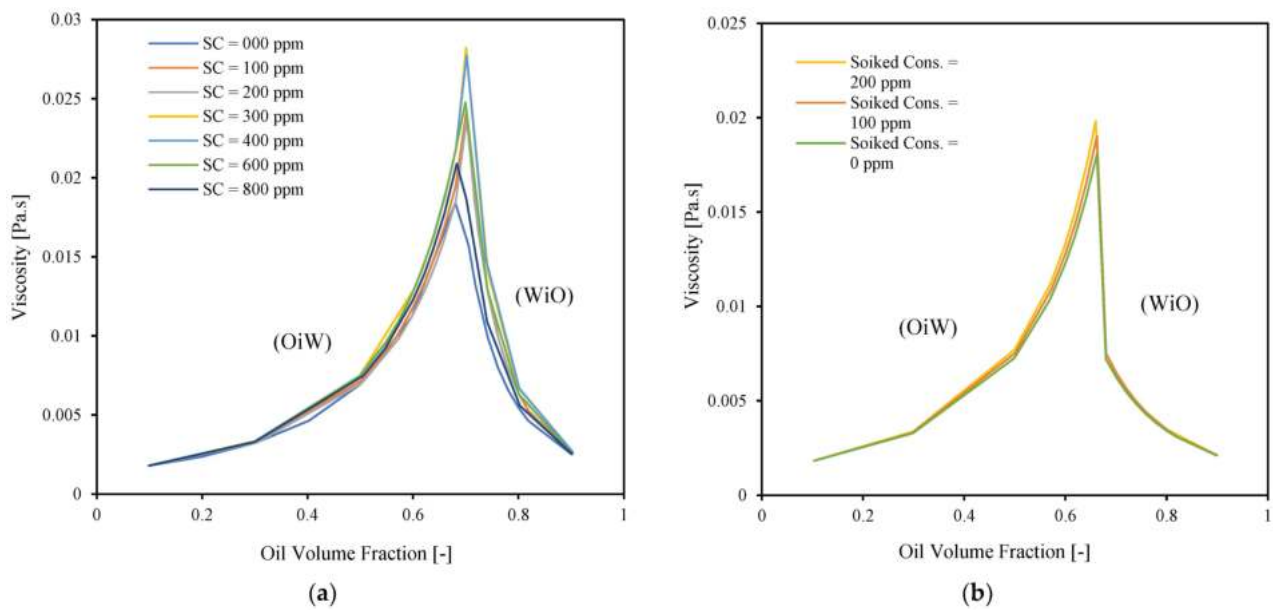 0.03
0.025
0.02
0.015
0.01
0.005
0
Viscosity [Pa.s]
SC = 000 ppm
SC = 100 ppm
SC = 200 ppm
SC = 300 ppm
SC = 400 ppm
SC = 600 ppm
SC = 800 ppm
(OiW)
(WiO)
0 0.2 0.4 0.6 0.8 1
Oil Volume Fraction [-]
(a)
0.025
0.02
0.015
0.01
0.005
0
Viscosity [Pa.s]
Soiked Cons. =
200 ppm
Soiked Cons. =
100 ppm
Soiked Cons. =
0 ppm
(OiW)
(WiO)
0 0.2 0.4 0.6 0.8 1
Oil Volume Fraction [-]
(b)